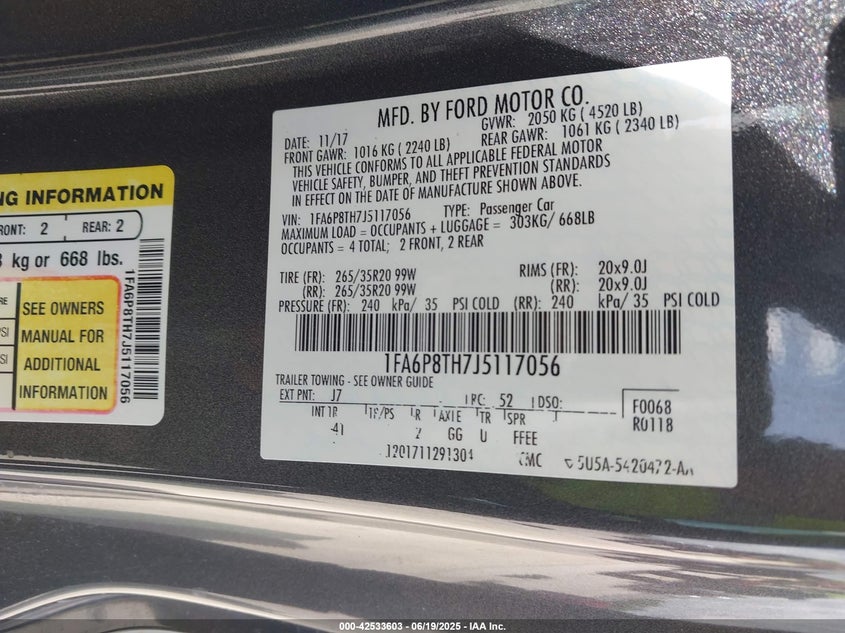 MFD. BY FORD MOTOR CO.
DATE: 11/17
GVWR: 2050 KG ( 4520 LB)
FRONT GAWR: 1016 KG ( 2240 LB)
REAR GAWR: 1061 KG ( 2340 LB)
THIS VEHICLE CONFORMS TO ALL APPLICABLE FEDERAL MOTOR
VEHICLE SAFETY, BUMPER, AND THEFT PREVENTION STANDARDS
IN EFFECT ON THE DATE OF MANUFACTURE SHOWN ABOVE.
VIN: 1FA6P8TH7J5117056 TYPE: Passenger Car
MAXIMUM LOAD = OCCUPANTS + LUGGAGE = 303KG/ 668LB
OCCUPANTS = 4 TOTAL; 2 FRONT, 2 REAR
TIRE (FR): 265/35R20 99W RIMS (FR): 20x9.0J
(RR): 265/35R20 99W (RR): 20x9.0J
PRESSURE (FR): 240 kPa/ 35 PSI COLD (RR): 240 kPa/ 35 PSI COLD
1FA6P8TH7J5117056
TRAILER TOWING - SEE OWNER GUIDE
EXT PNT: J7 RC: 52 DSO:
F0068
R0118
INT TR TP/PS R AXLE TR SPR
GG U FFEE
NG INFORMATION
FRONT: 2 REAR: 2
kg or 668 lbs.
SEE OWNERS
MANUAL FOR
ADDITIONAL
INFORMATION
1FA6P8TH7J5117056
000-42533603 - 06/19/2025 - IAA Inc.